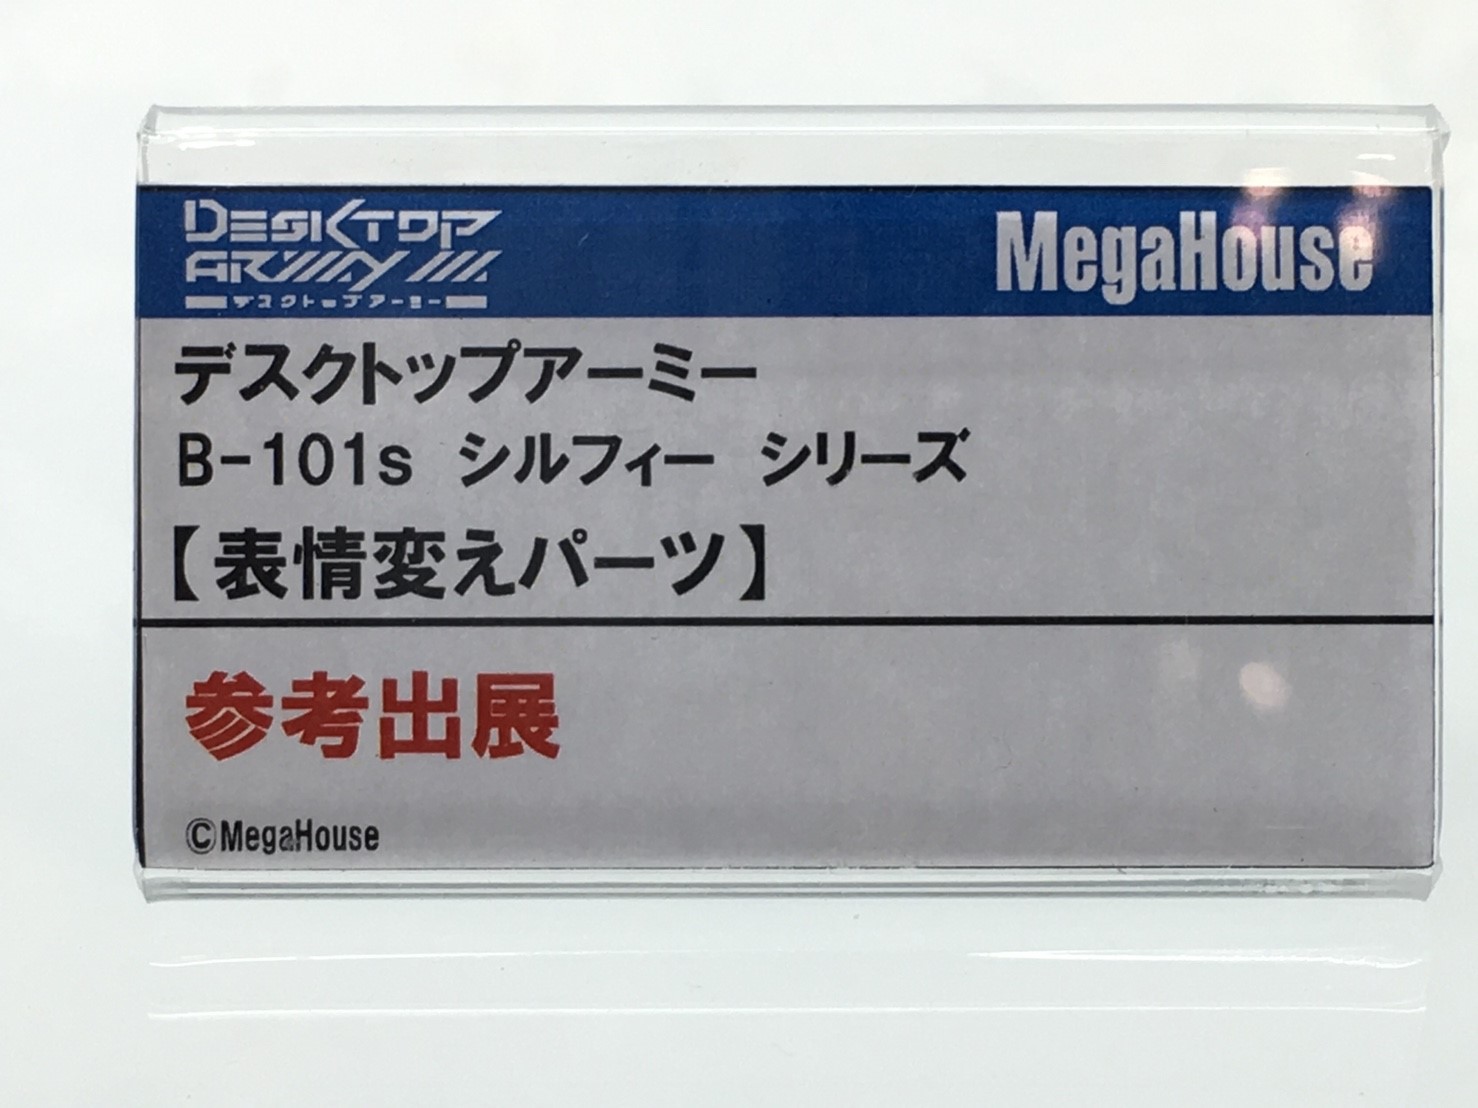 DESKTOP
ARMY
デスクトップアーミー
MegaHouse
デスクトップアーミー
B-101s シルフィー シリーズ
【表情変えパーツ】
参考出展
©MegaHouse